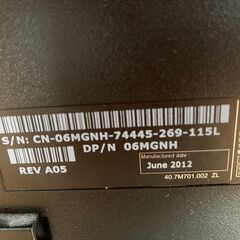 S/N: CN-06MGNH-74445-269-115L
DP/N 06MGNH
REV A05
Manufactured date :
June 2012
40.7M701.002 ZL